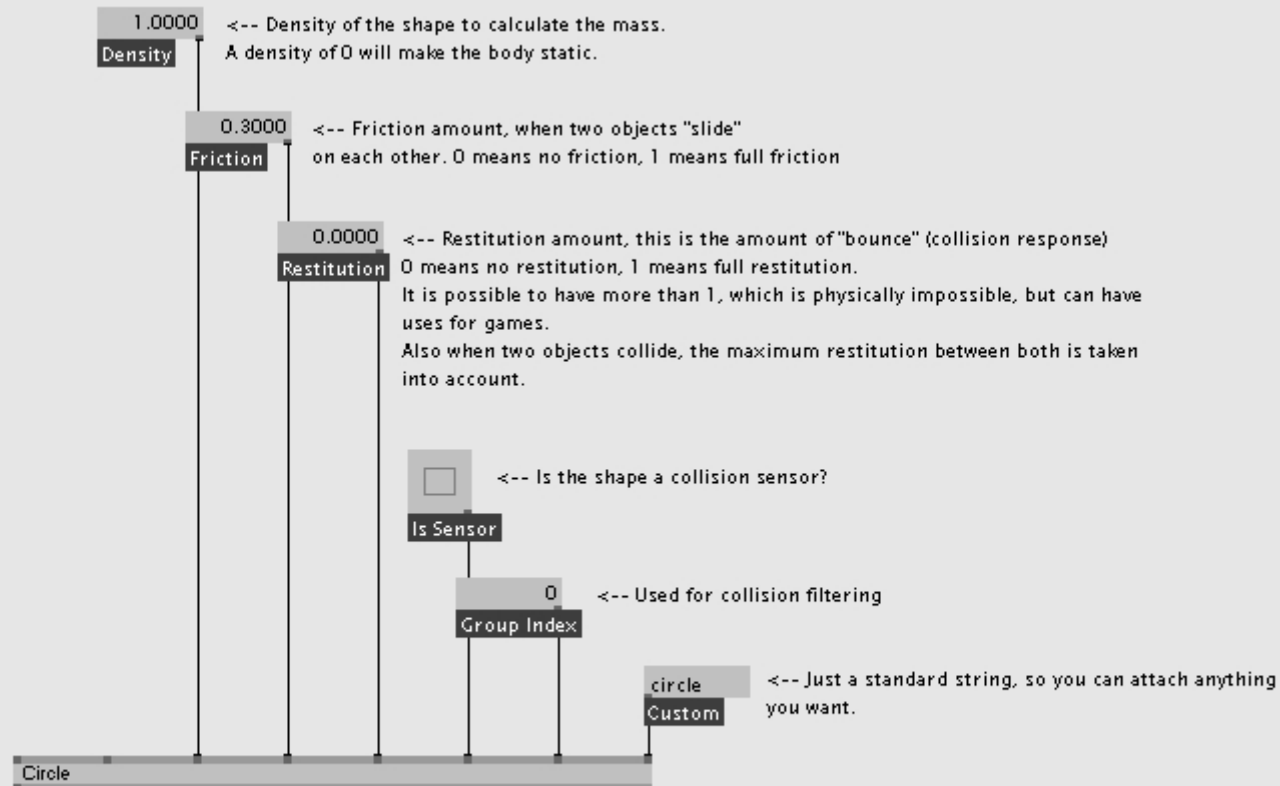 1.0000 <-- Density of the shape to calculate the mass.
Density A density of 0 will make the body static.
0.3000 <-- Friction amount, when two objects "slide"
Friction on each other. 0 means no friction, 1 means full friction
0.0000 <-- Restitution amount, this is the amount of "bounce" (collision response)
Restitution 0 means no restitution, 1 means full restitution.
It is possible to have more than 1, which is physically impossible, but can have
uses for games.
Also when two objects collide, the maximum restitution between both is taken
into account.
<-- Is the shape a collision sensor?
Is Sensor
0 <-- Used for collision filtering
Group Index
circle <-- Just a standard string, so you can attach anything
Custom you want.
Circle